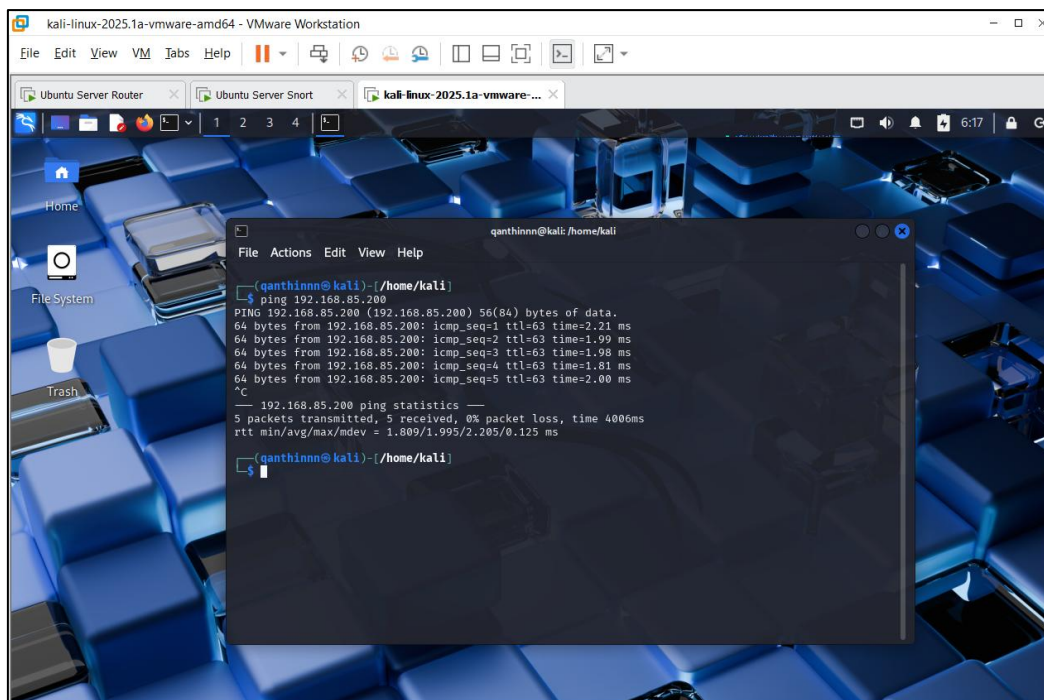 kali-linux-2025.1a-vmware-amd64 - VMware Workstation
File Edit View VM Tabs Help
Ubuntu Server Router
Ubuntu Server Snort
kali-linux-2025.1a-vmware-...
1 2 3 4
6:17
Home
File System
Trash
qanthinnn@kali: /home/kali
File Actions Edit View Help
┌──(qanthinnn㉿kali)-[/home/kali]
└─$ ping 192.168.85.200
PING 192.168.85.200 (192.168.85.200) 56(84) bytes of data.
64 bytes from 192.168.85.200: icmp_seq=1 ttl=63 time=2.21 ms
64 bytes from 192.168.85.200: icmp_seq=2 ttl=63 time=1.99 ms
64 bytes from 192.168.85.200: icmp_seq=3 ttl=63 time=1.98 ms
64 bytes from 192.168.85.200: icmp_seq=4 ttl=63 time=1.81 ms
64 bytes from 192.168.85.200: icmp_seq=5 ttl=63 time=2.00 ms
^C
--- 192.168.85.200 ping statistics ---
5 packets transmitted, 5 received, 0% packet loss, time 4006ms
rtt min/avg/max/mdev = 1.809/1.995/2.205/0.125 ms
┌──(qanthinnn㉿kali)-[/home/kali]
└─$